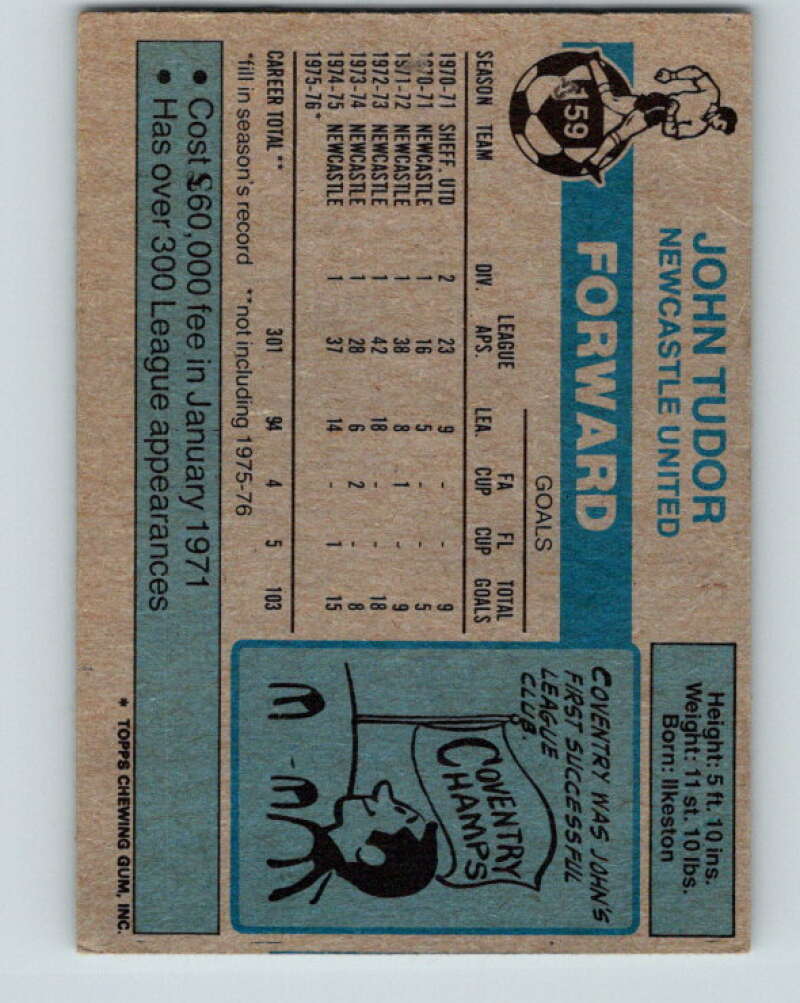 159
JOHN TUDOR
NEWCASTLE UNITED
FORWARD
Height: 5 ft. 10 ins.
Weight: 11 st. 10 lbs.
Born: Ilkeston
GOALS
SEASON TEAM DIV. LEAGUE APS. LEA. FA CUP FL CUP TOTAL GOALS
1970-71 SHEFF. UTD 2 23 9 - - 9
1970-71 NEWCASTLE 1 16 5 - - 5
1971-72 NEWCASTLE 1 38 8 1 - 9
1972-73 NEWCASTLE 1 42 18 - - 18
1973-74 NEWCASTLE 1 28 6 2 - 8
1974-75 NEWCASTLE 1 37 14 - 1 15
1975-76*
CAREER TOTAL ** 301 94 4 5 103
*fill in season's record **not including 1975-76
• Cost £60,000 fee in January 1971
• Has over 300 League appearances
COVENTRY WAS JOHN'S
FIRST SUCCESSFUL
LEAGUE
CLUB.
COVENTRY
CHAMPS
* TOPPS CHEWING GUM, INC.